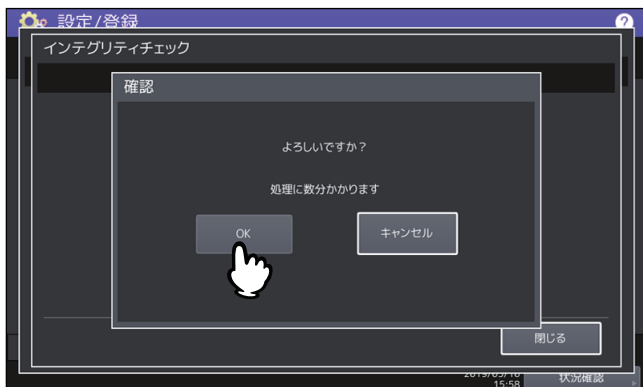 設定/登録
?
インテグリティチェック
確認
よろしいですか？
処理に数分かかります
OK
キャンセル
閉じる
15:58
状況確認